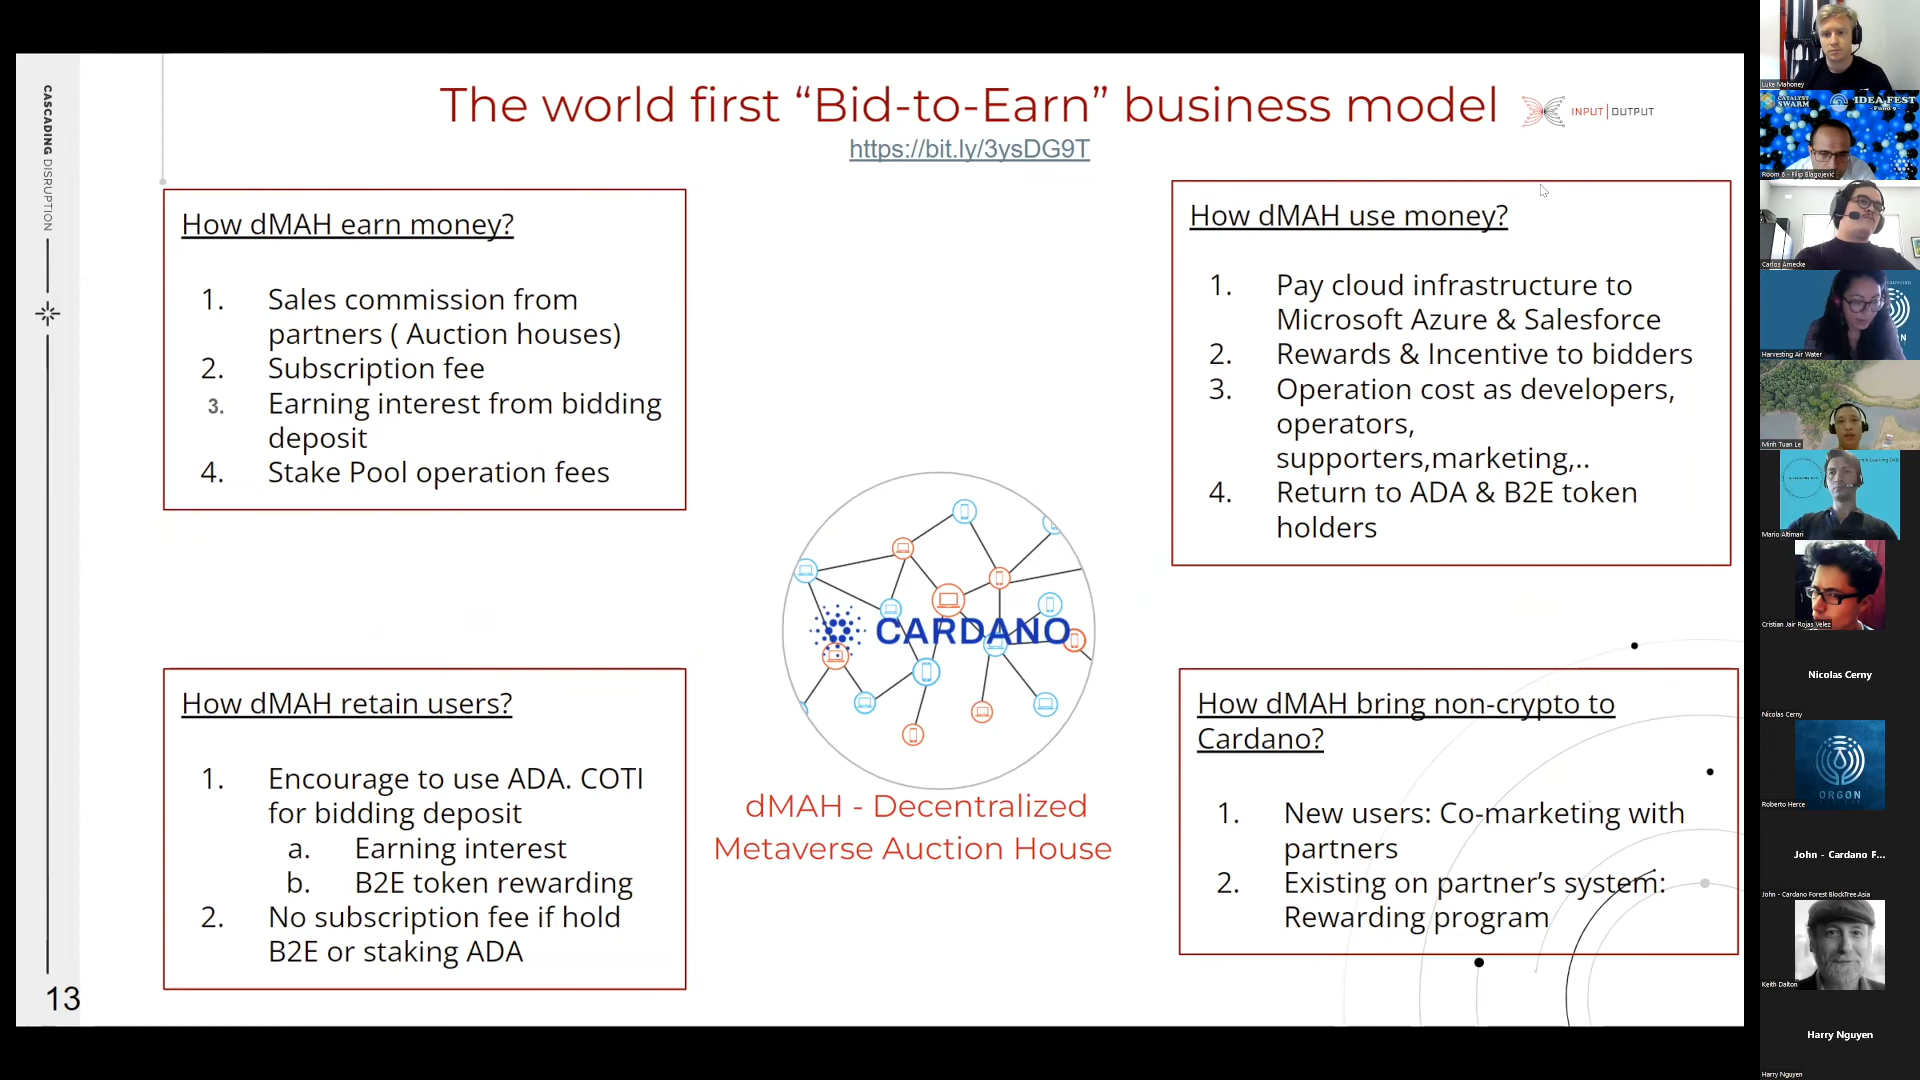 CASCADING DISRUPTION
The world first “Bid-to-Earn” business model
INPUT|OUTPUT
https://bit.ly/3ysDG9T
How dMAH earn money?
1. Sales commission from
partners ( Auction houses)
2. Subscription fee
3. Earning interest from bidding
deposit
4. Stake Pool operation fees
How dMAH use money?
1. Pay cloud infrastructure to
Microsoft Azure & Salesforce
2. Rewards & Incentive to bidders
3. Operation cost as developers,
operators,
supporters,marketing,..
4. Return to ADA & B2E token
holders
CARDANO
dMAH - Decentralized
Metaverse Auction House
How dMAH retain users?
1. Encourage to use ADA. COTI
for bidding deposit
a. Earning interest
b. B2E token rewarding
2. No subscription fee if hold
B2E or staking ADA
How dMAH bring non-crypto to
Cardano?
1. New users: Co-marketing with
partners
2. Existing on partner’s system:
Rewarding program
13
Luke Mahoney
CATALYST
SWARM
IDEAFEST
- Fund 9 -
Room 6 - Filip Blagojević
Carlos Arnecke
Harvesting Air Water
Minh Tuan Le
Mario Altimari
Cristian Jair Rojas Velez
Nicolas Cerny
Nicolas Cerny
ORGON
Roberto Herce
John - Cardano F...
John - Cardano Forest BlockTree.Asia
Keith Dalton
Harry Nguyen
Harry Nguyen